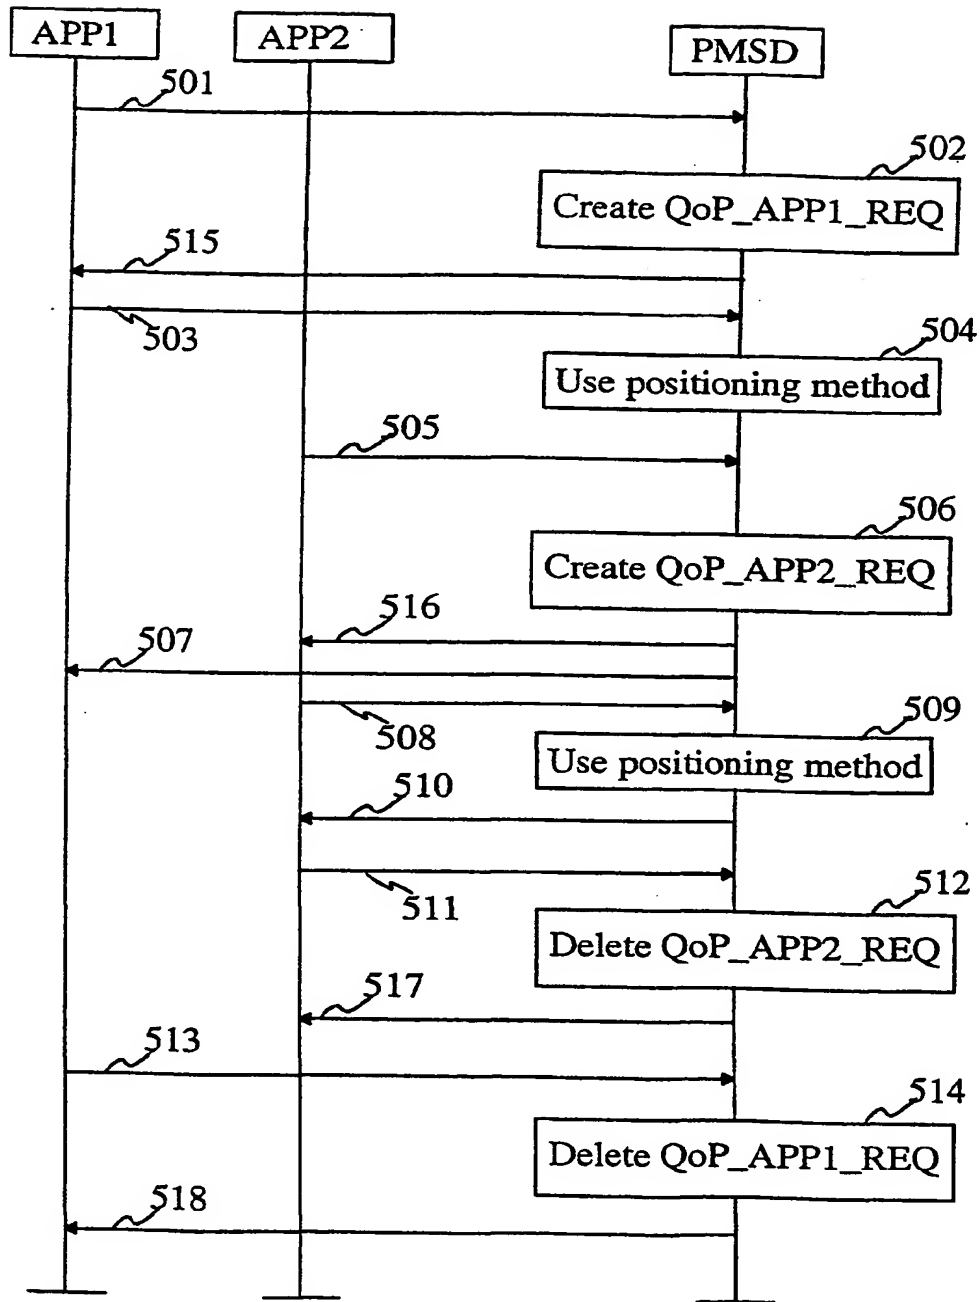 APP1
APP2
PMSD
501
502
Create QoP_APP1_REQ
515
503
504
Use positioning method
505
506
Create QoP_APP2_REQ
516
507
508
509
Use positioning method
510
511
512
Delete QoP_APP2_REQ
517
513
514
Delete QoP_APP1_REQ
518